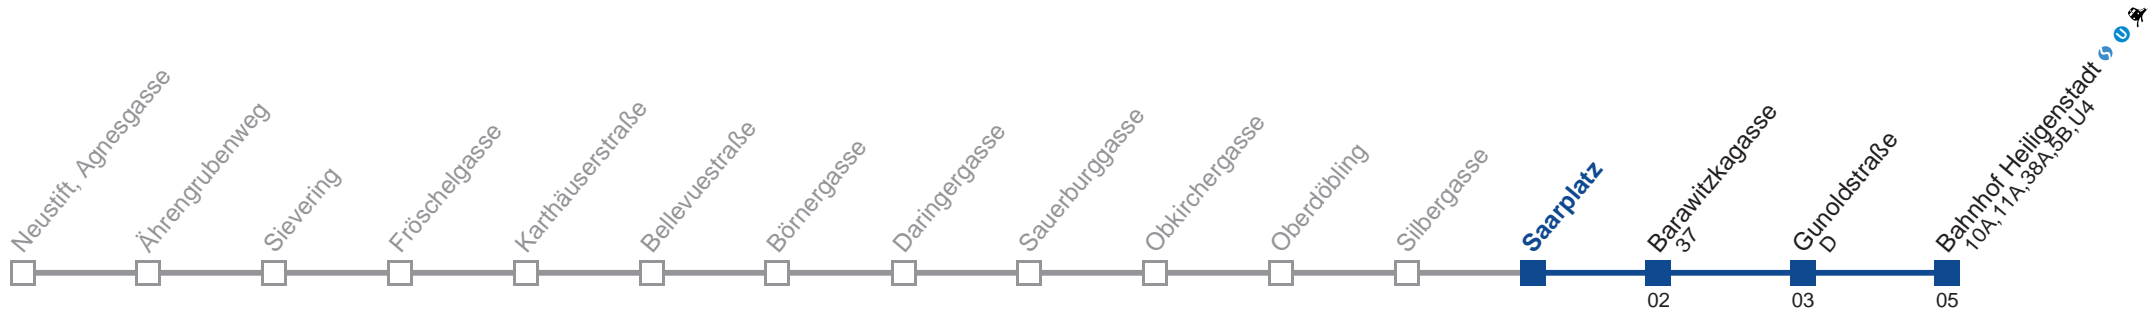 Neustift, Agnesgasse
Ährengrubenweg
Sievering
Fröschelgasse
Karthäuserstraße
Bellevuestraße
Börnergasse
Daringergasse
Sauerburggasse
Obkirchergasse
Oberdöbling
Silbergasse
Saarplatz
Barawitzkagasse
37
02
Gunoldstraße
D
03
Bahnhof Heiligenstadt S U
10A,11A,38A,5B,U4
05